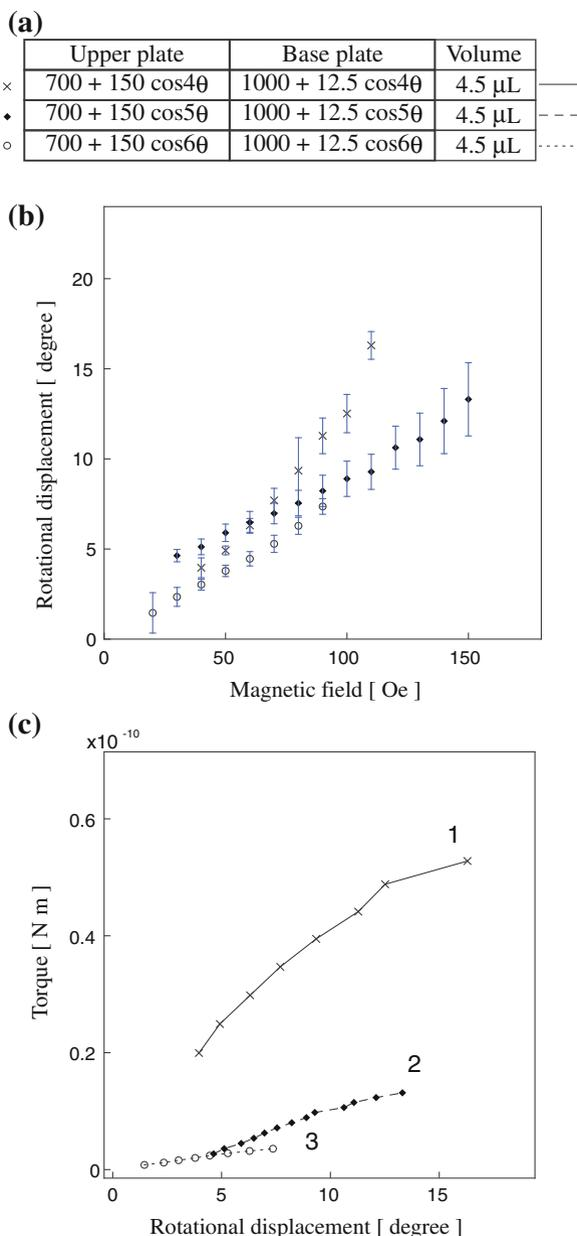 (a)
Upper plate Base plate Volume
700 + 150 cos4θ 1000 + 12.5 cos4θ 4.5 μL
700 + 150 cos5θ 1000 + 12.5 cos5θ 4.5 μL
700 + 150 cos6θ 1000 + 12.5 cos6θ 4.5 μL
(b)
Rotational displacement [ degree ]
20
15
10
5
0
0 50 100 150
Magnetic field [ Oe ]
(c)
x10 -10
Torque [ N m ]
0.6
0.4
0.2
0
1
2
3
0 5 10 15
Rotational displacement [ degree ]